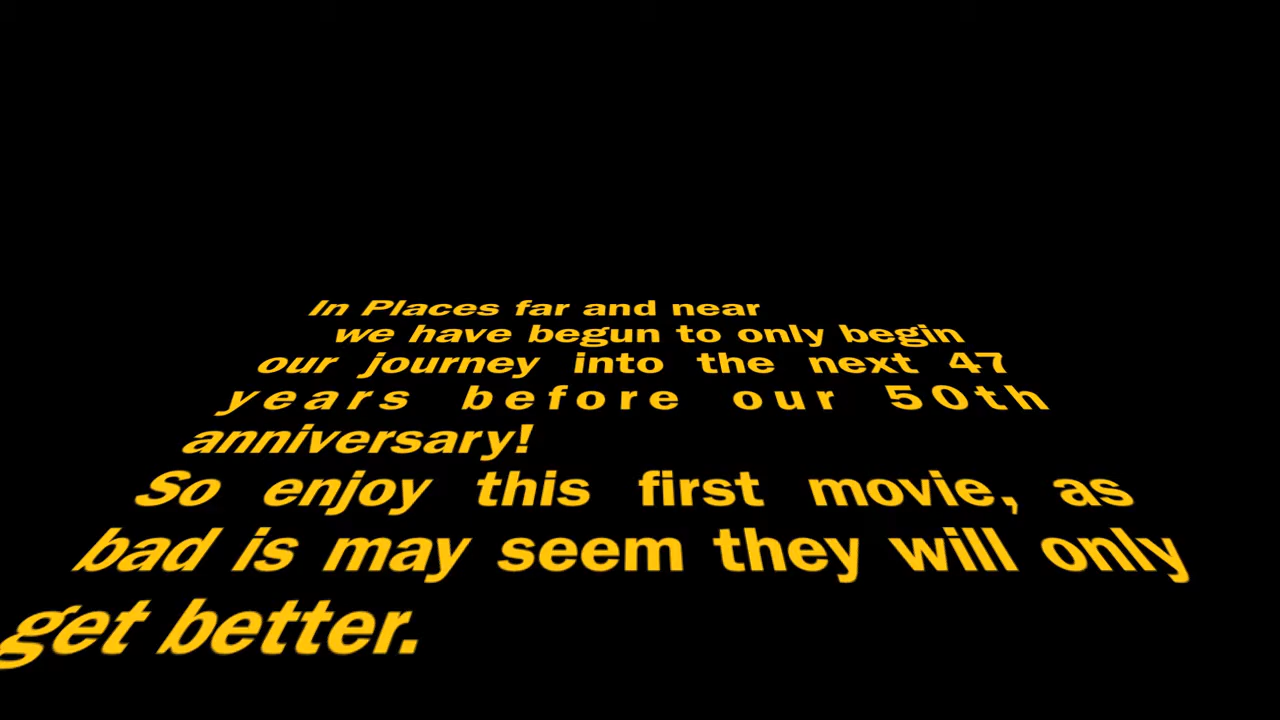 In Places far and near
we have begun to only begin
our journey into the next 47
years before our 50th
anniversary!
So enjoy this first movie, as
bad is may seem they will only
get better.